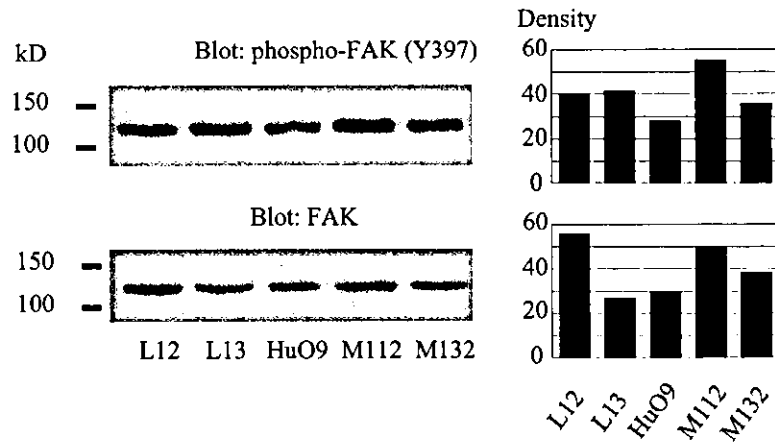 kD
Blot: phospho-FAK (Y397)
150
100
Blot: FAK
150
100
L12 L13 HuO9 M112 M132
Density
60
40
20
0
60
40
20
0
L12 L13 HuO9 M112 M132